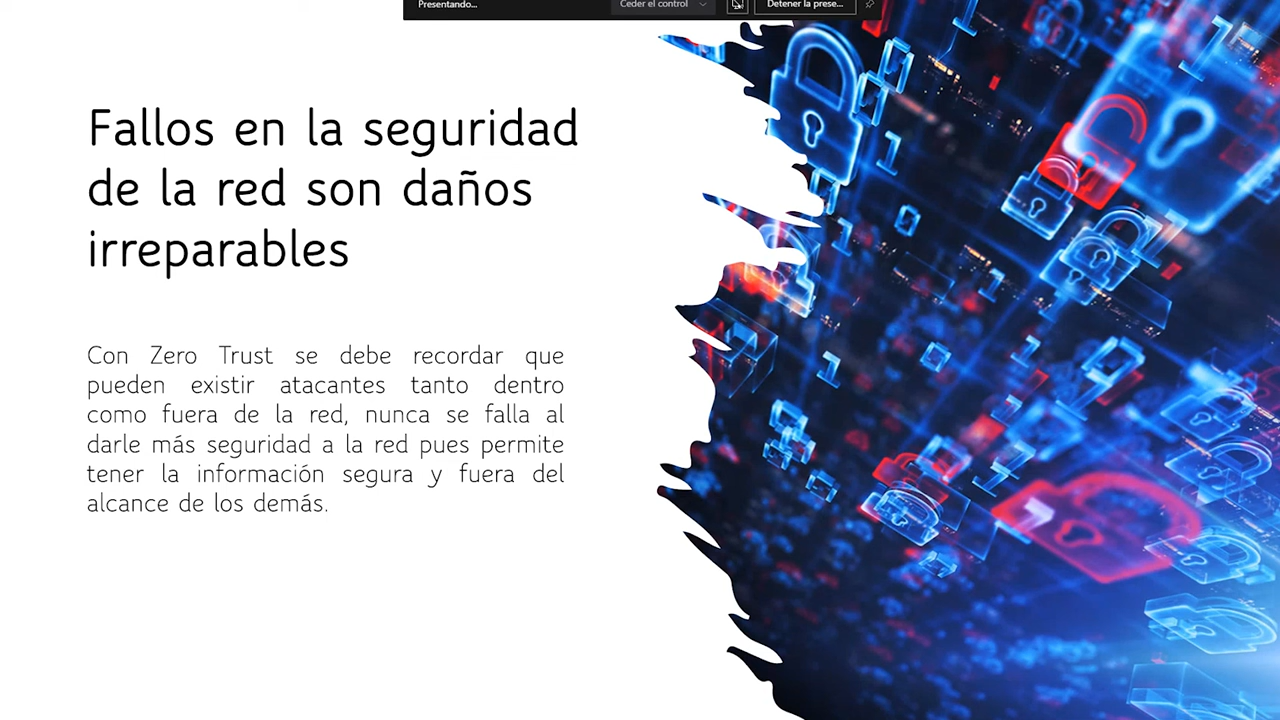 Presentando...
Ceder el control
Detener la prese...
Fallos en la seguridad
de la red son daños
irreparables
Con Zero Trust se debe recordar que
pueden existir atacantes tanto dentro
como fuera de la red, nunca se falla al
darle más seguridad a la red pues permite
tener la información segura y fuera del
alcance de los demás.